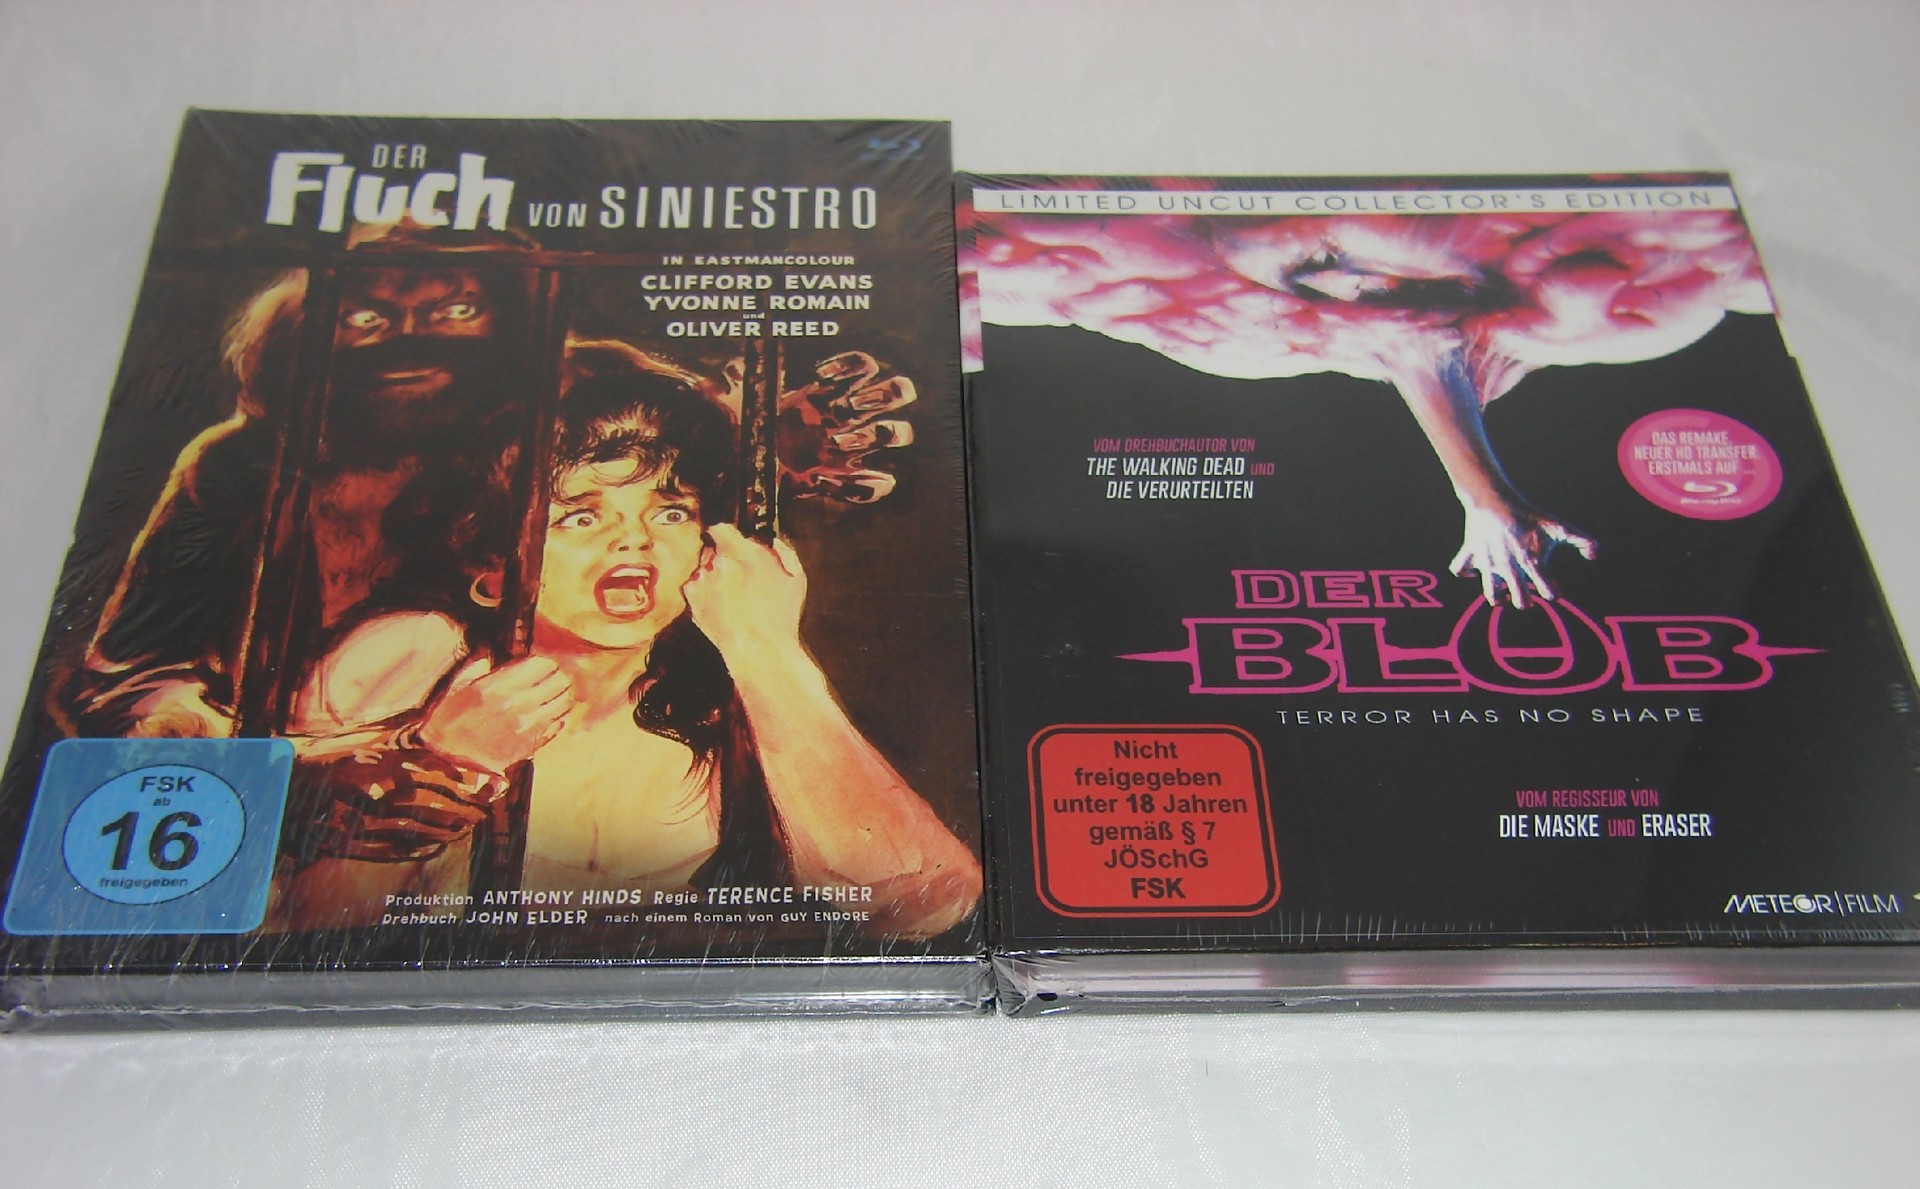 DER
Fluch VON SINIESTRO
IN EASTMANCOLOUR
CLIFFORD EVANS
YVONNE ROMAIN
und
OLIVER REED
FSK
ab
16
freigegeben
Produktion ANTHONY HINDS Regie TERENCE FISHER
Drehbuch JOHN ELDER nach einem Roman von GUY ENDORE
LIMITED UNCUT COLLECTOR'S EDITION
VOM DREHBUCHAUTOR VON
THE WALKING DEAD UND
DIE VERURTEILTEN
DAS REMAKE.
NEUER HD TRANSFER.
ERSTMALS AUF ...
DER
BLOB
TERROR HAS NO SHAPE
Nicht
freigegeben
unter 18 Jahren
gemäß § 7
JÖSchG
FSK
VOM REGISSEUR VON
DIE MASKE UND ERASER
METEOR|FILM